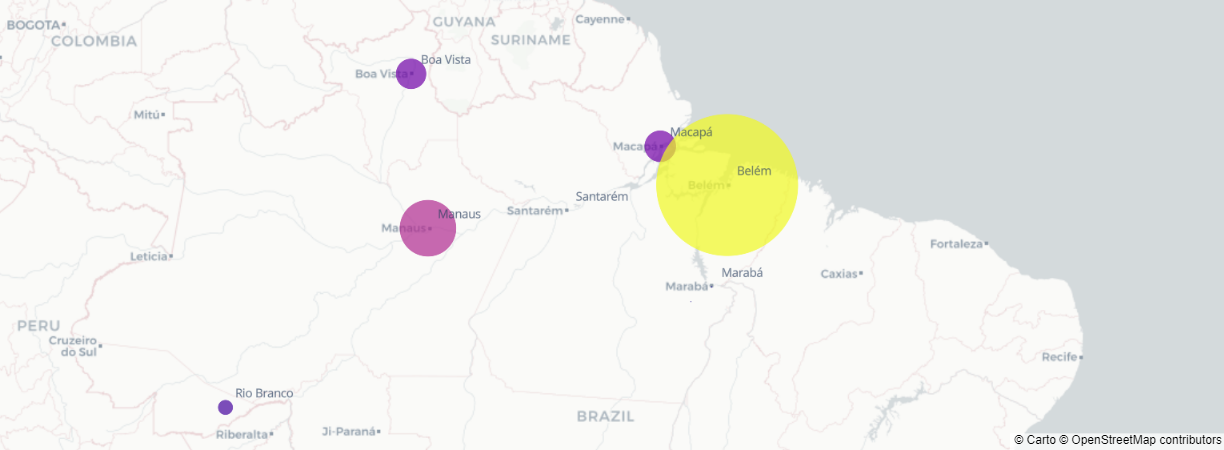 BOGOTA
COLOMBIA
GUYANA
SURINAME
Cayenne
Boa Vista
Boa Vista
Mitú
Macapá
Macapá
Belém
Belém
Santarém
Santarém
Manaus
Manaus
Leticia
Fortaleza
Marabá
Marabá
Caxias
PERU
Cruzeiro
do Sul
Recife
Rio Branco
BRAZIL
Riberalta
Ji-Paraná
© Carto © OpenStreetMap contributors